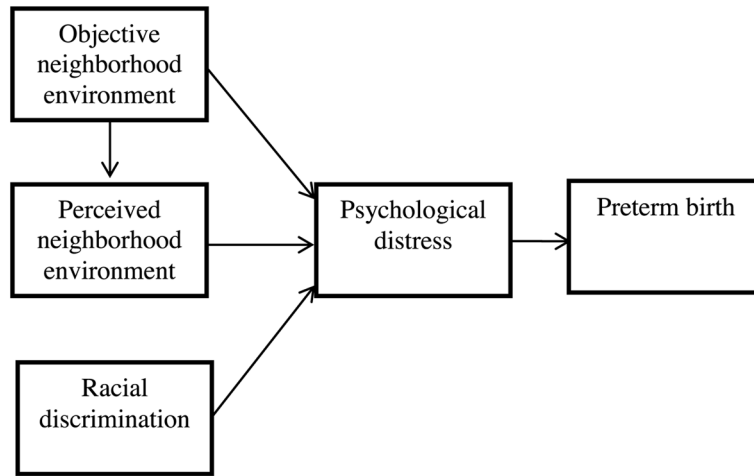 Objective
neighborhood
environment
Perceived
neighborhood
environment
Psychological
distress
Preterm birth
Racial
discrimination